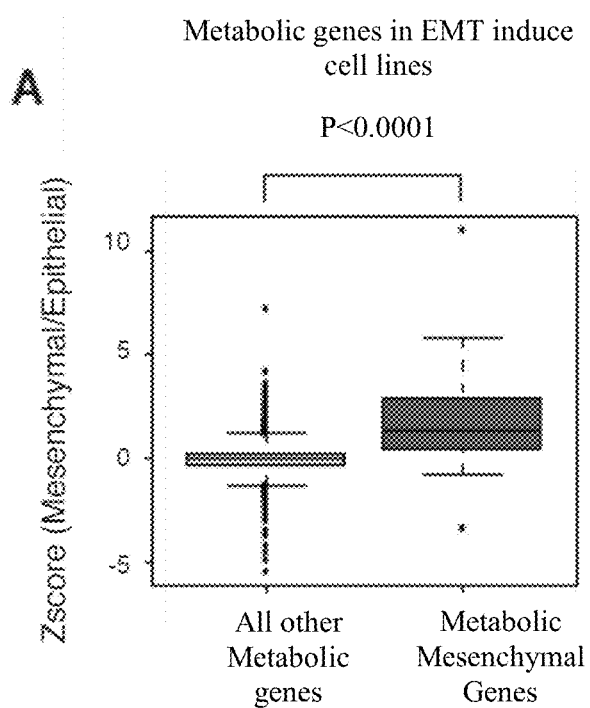 Metabolic genes in EMT induce
cell lines
A
P<0.0001
Zscore (Mesenchymal/Epithelial)
10
5
0
-5
All other
Metabolic
genes
Metabolic
Mesenchymal
Genes